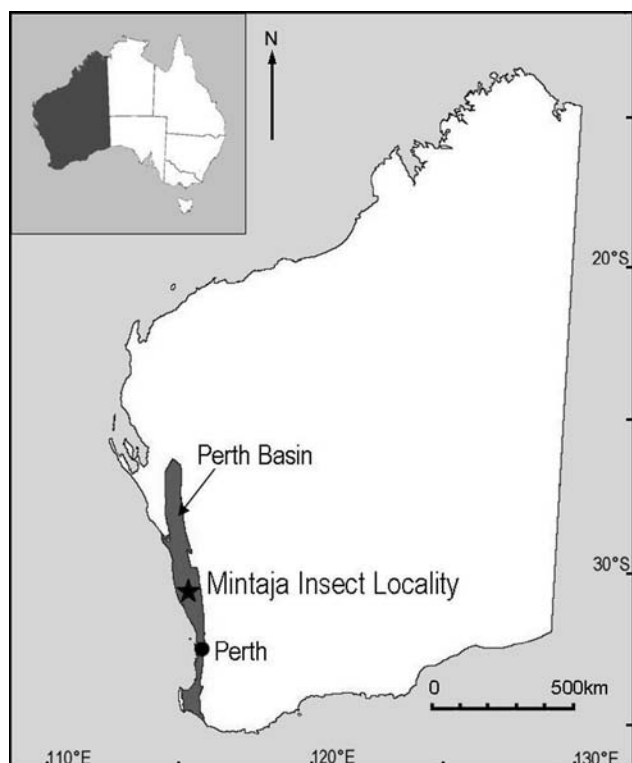 N
20°S
Perth Basin
30°S
Mintaja Insect Locality
Perth
0 500km
110°E 120°E 130°E